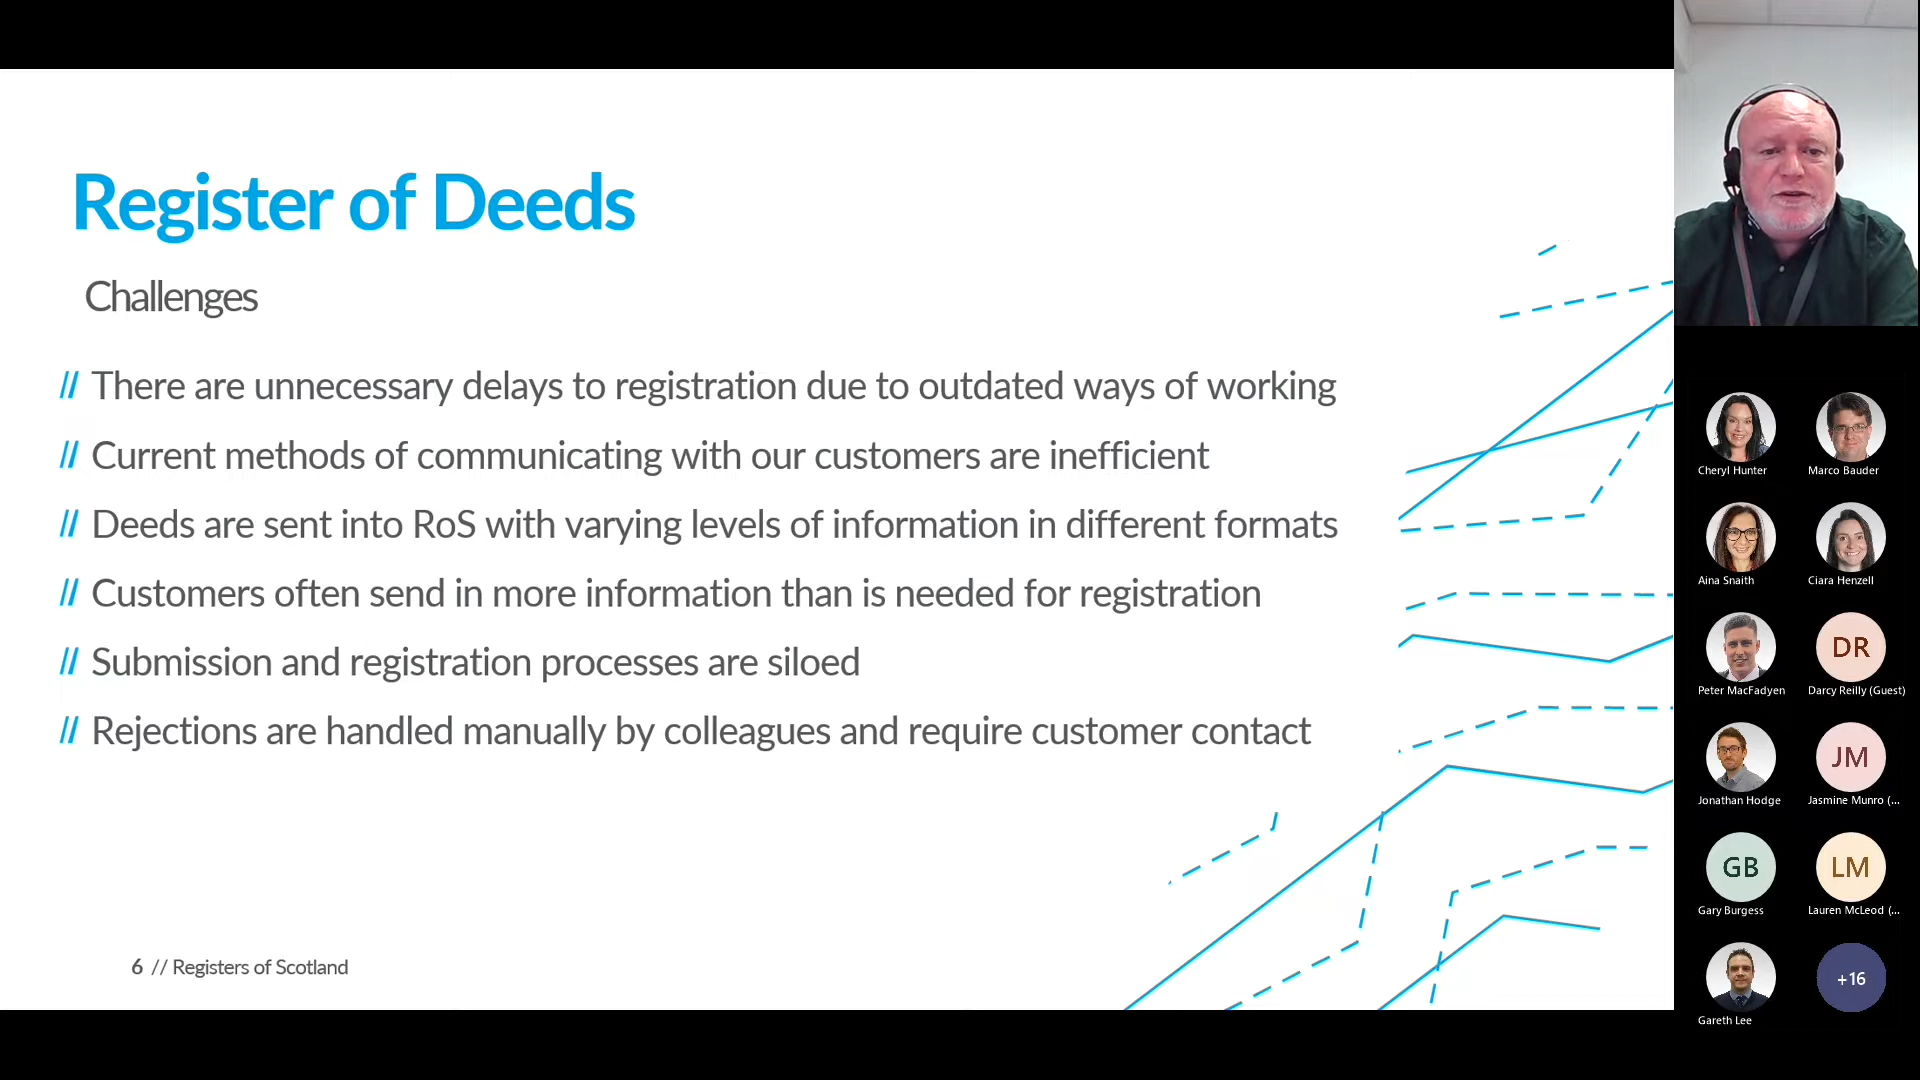 Register of Deeds
Challenges
// There are unnecessary delays to registration due to outdated ways of working
// Current methods of communicating with our customers are inefficient
// Deeds are sent into RoS with varying levels of information in different formats
// Customers often send in more information than is needed for registration
// Submission and registration processes are siloed
// Rejections are handled manually by colleagues and require customer contact
6 // Registers of Scotland
Cheryl Hunter
Marco Bauder
Aina Snaith
Ciara Henzell
Peter MacFadyen
DR
Darcy Reilly (Guest)
Jonathan Hodge
JM
Jasmine Munro (...
GB
Gary Burgess
LM
Lauren McLeod (...
Gareth Lee
+16